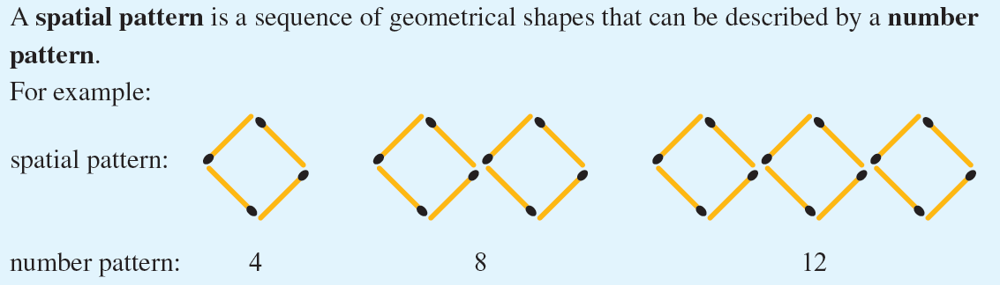 A spatial pattern is a sequence of geometrical shapes that can be described by a number
pattern.
For example:
spatial pattern:
number pattern: 4 8 12